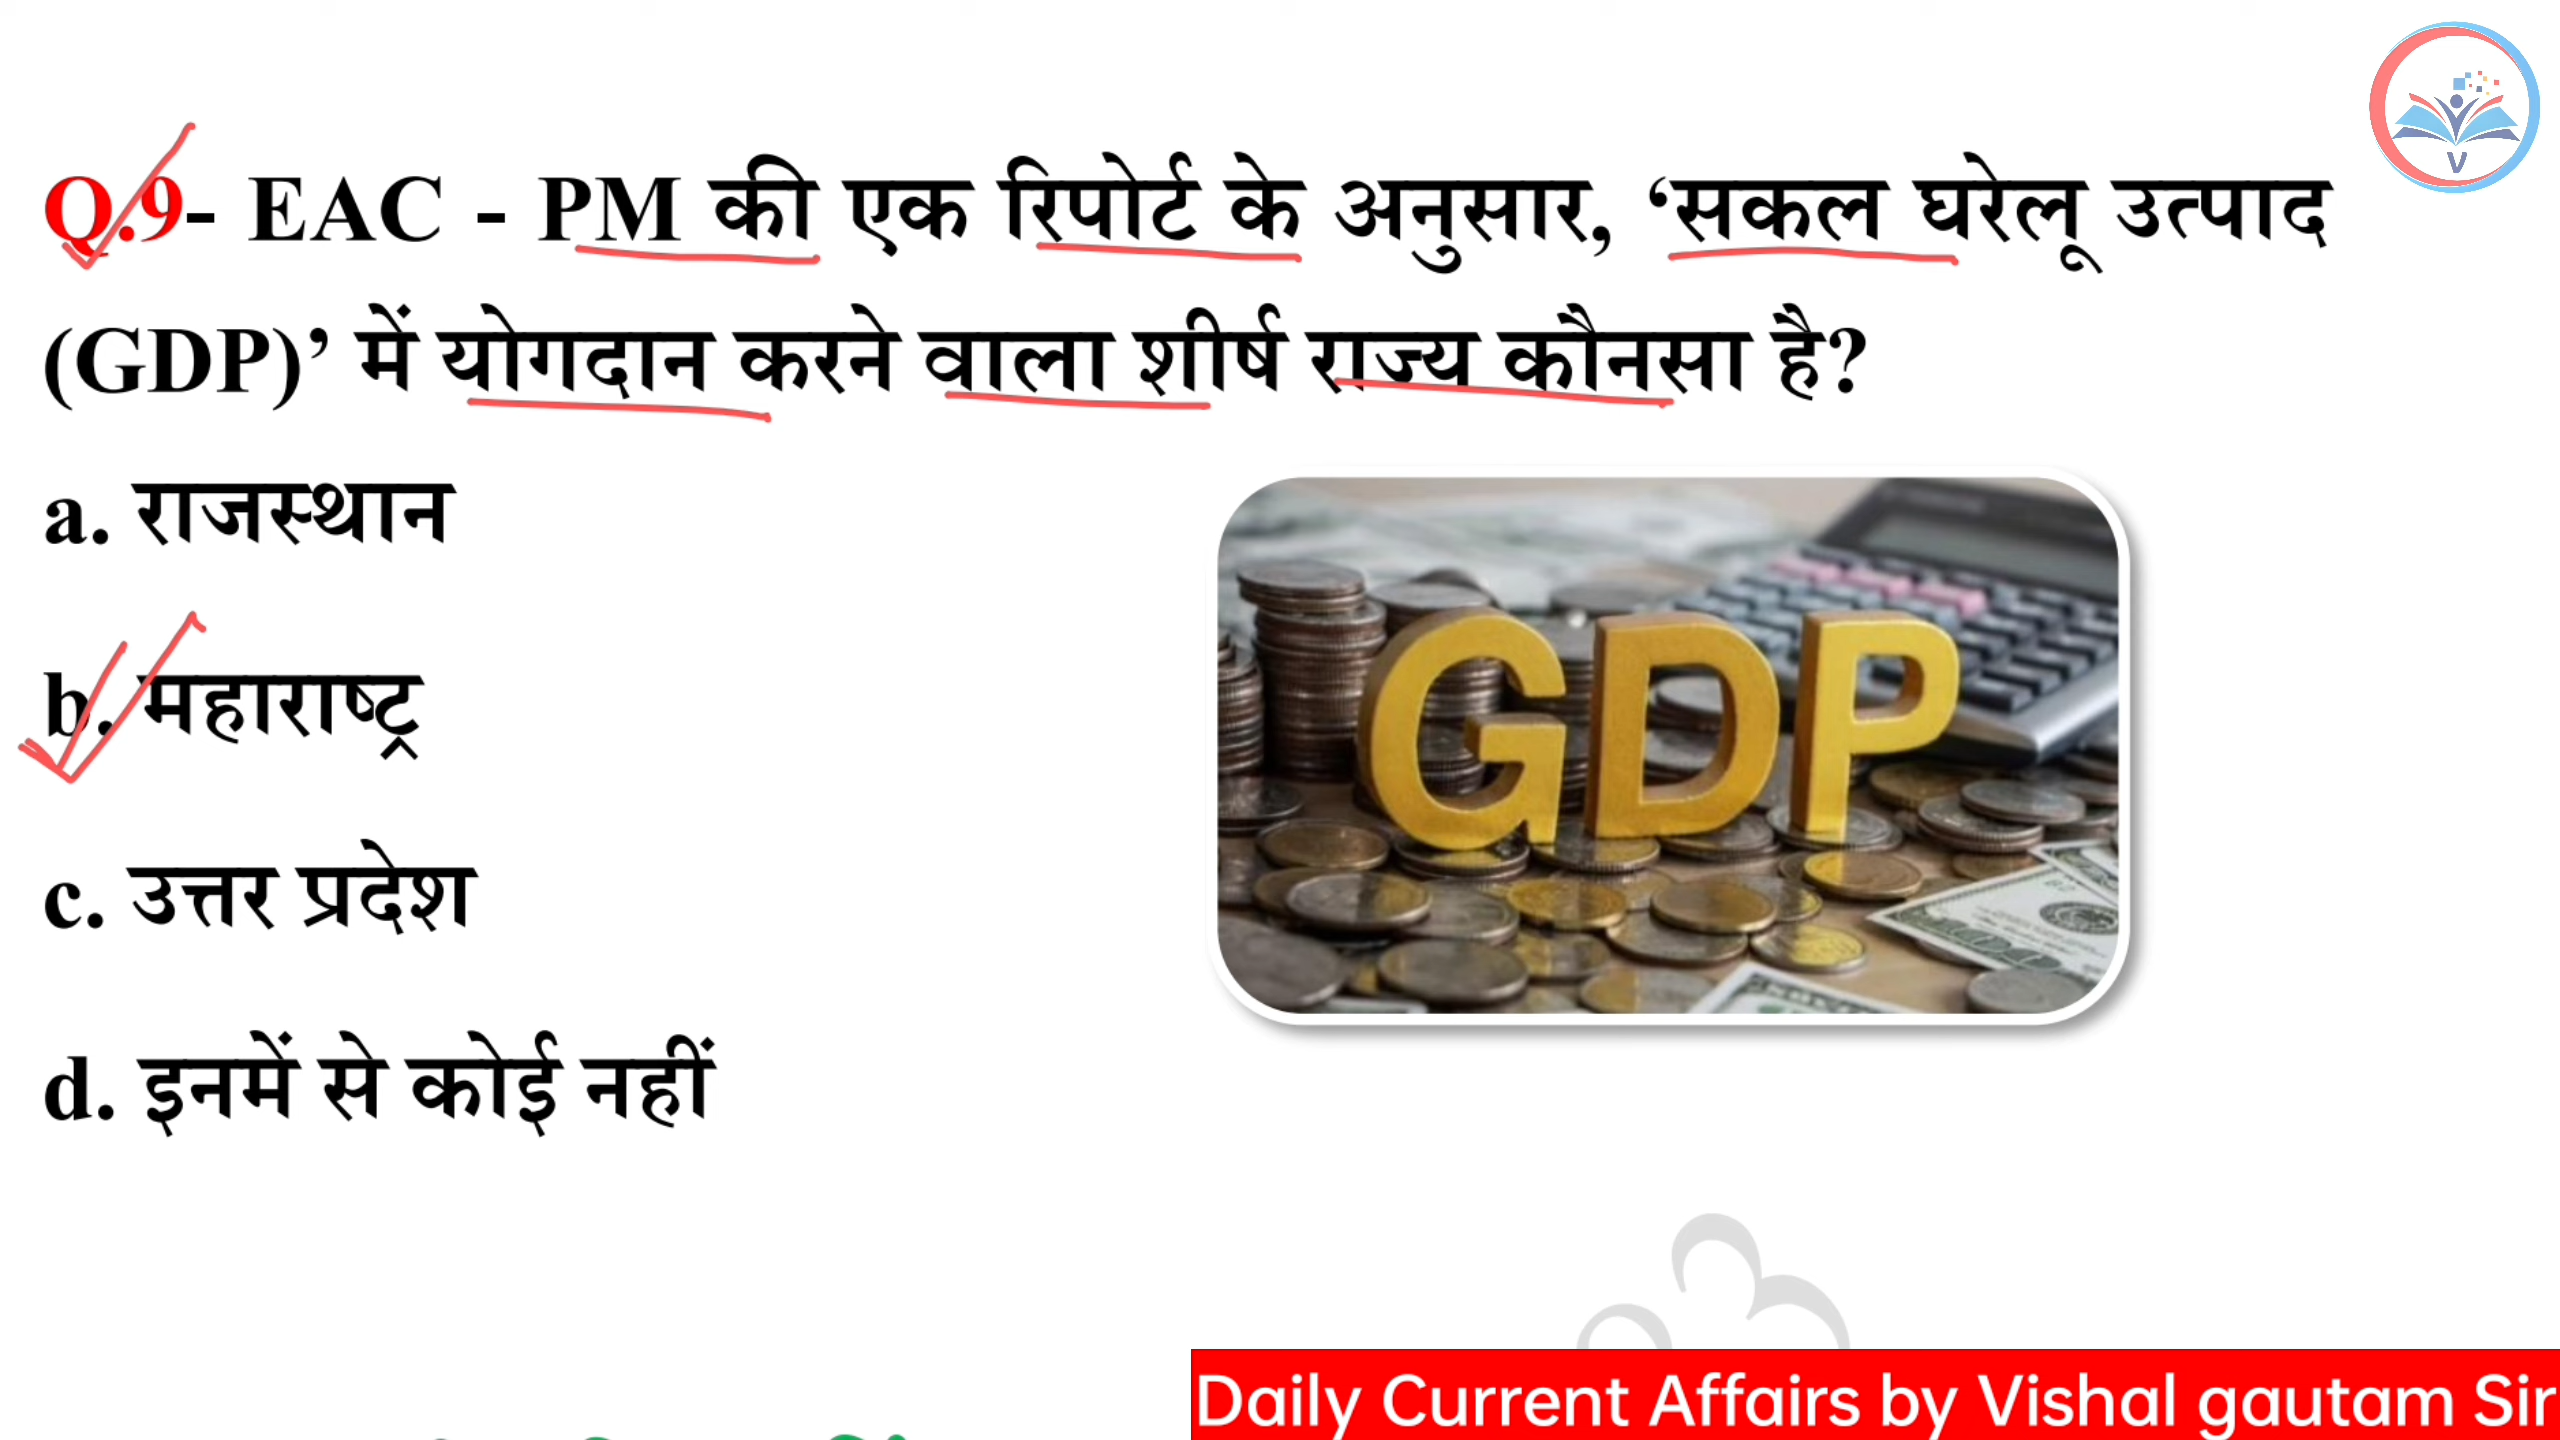 Q.9- EAC - PM की एक रिपोर्ट के अनुसार, ‘सकल घरेलू उत्पाद
(GDP)’ में योगदान करने वाला शीर्ष राज्य कौनसा है?
a. राजस्थान
b. महाराष्ट्र
c. उत्तर प्रदेश
d. इनमें से कोई नहीं
GDP
V
Daily Current Affairs by Vishal gautam Sir